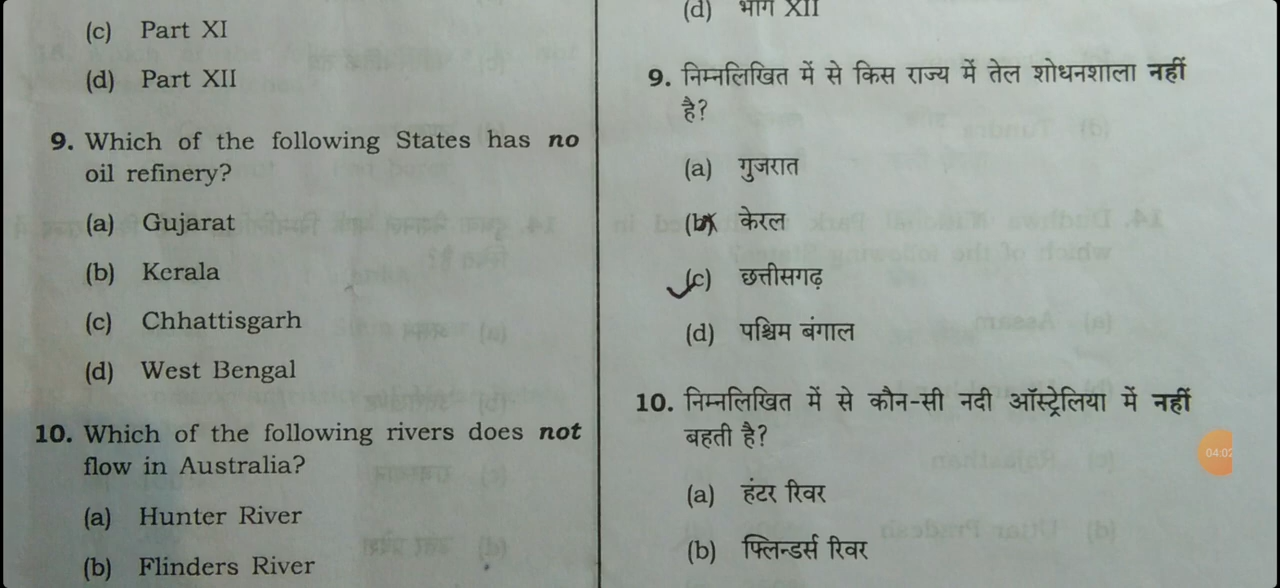 (c) Part XI
(d) Part XII
9. Which of the following States has no
oil refinery?
(a) Gujarat
(b) Kerala
(c) Chhattisgarh
(d) West Bengal
10. Which of the following rivers does not
flow in Australia?
(a) Hunter River
(b) Flinders River
(d) भाग XII
9. निम्नलिखित में से किस राज्य में तेल शोधनशाला नहीं
है?
(a) गुजरात
(b) केरल
(c) छत्तीसगढ़
(d) पश्चिम बंगाल
10. निम्नलिखित में से कौन-सी नदी ऑस्ट्रेलिया में नहीं
बहती है?
(a) हंटर रिवर
(b) फ्लिन्डर्स रिवर
04:02